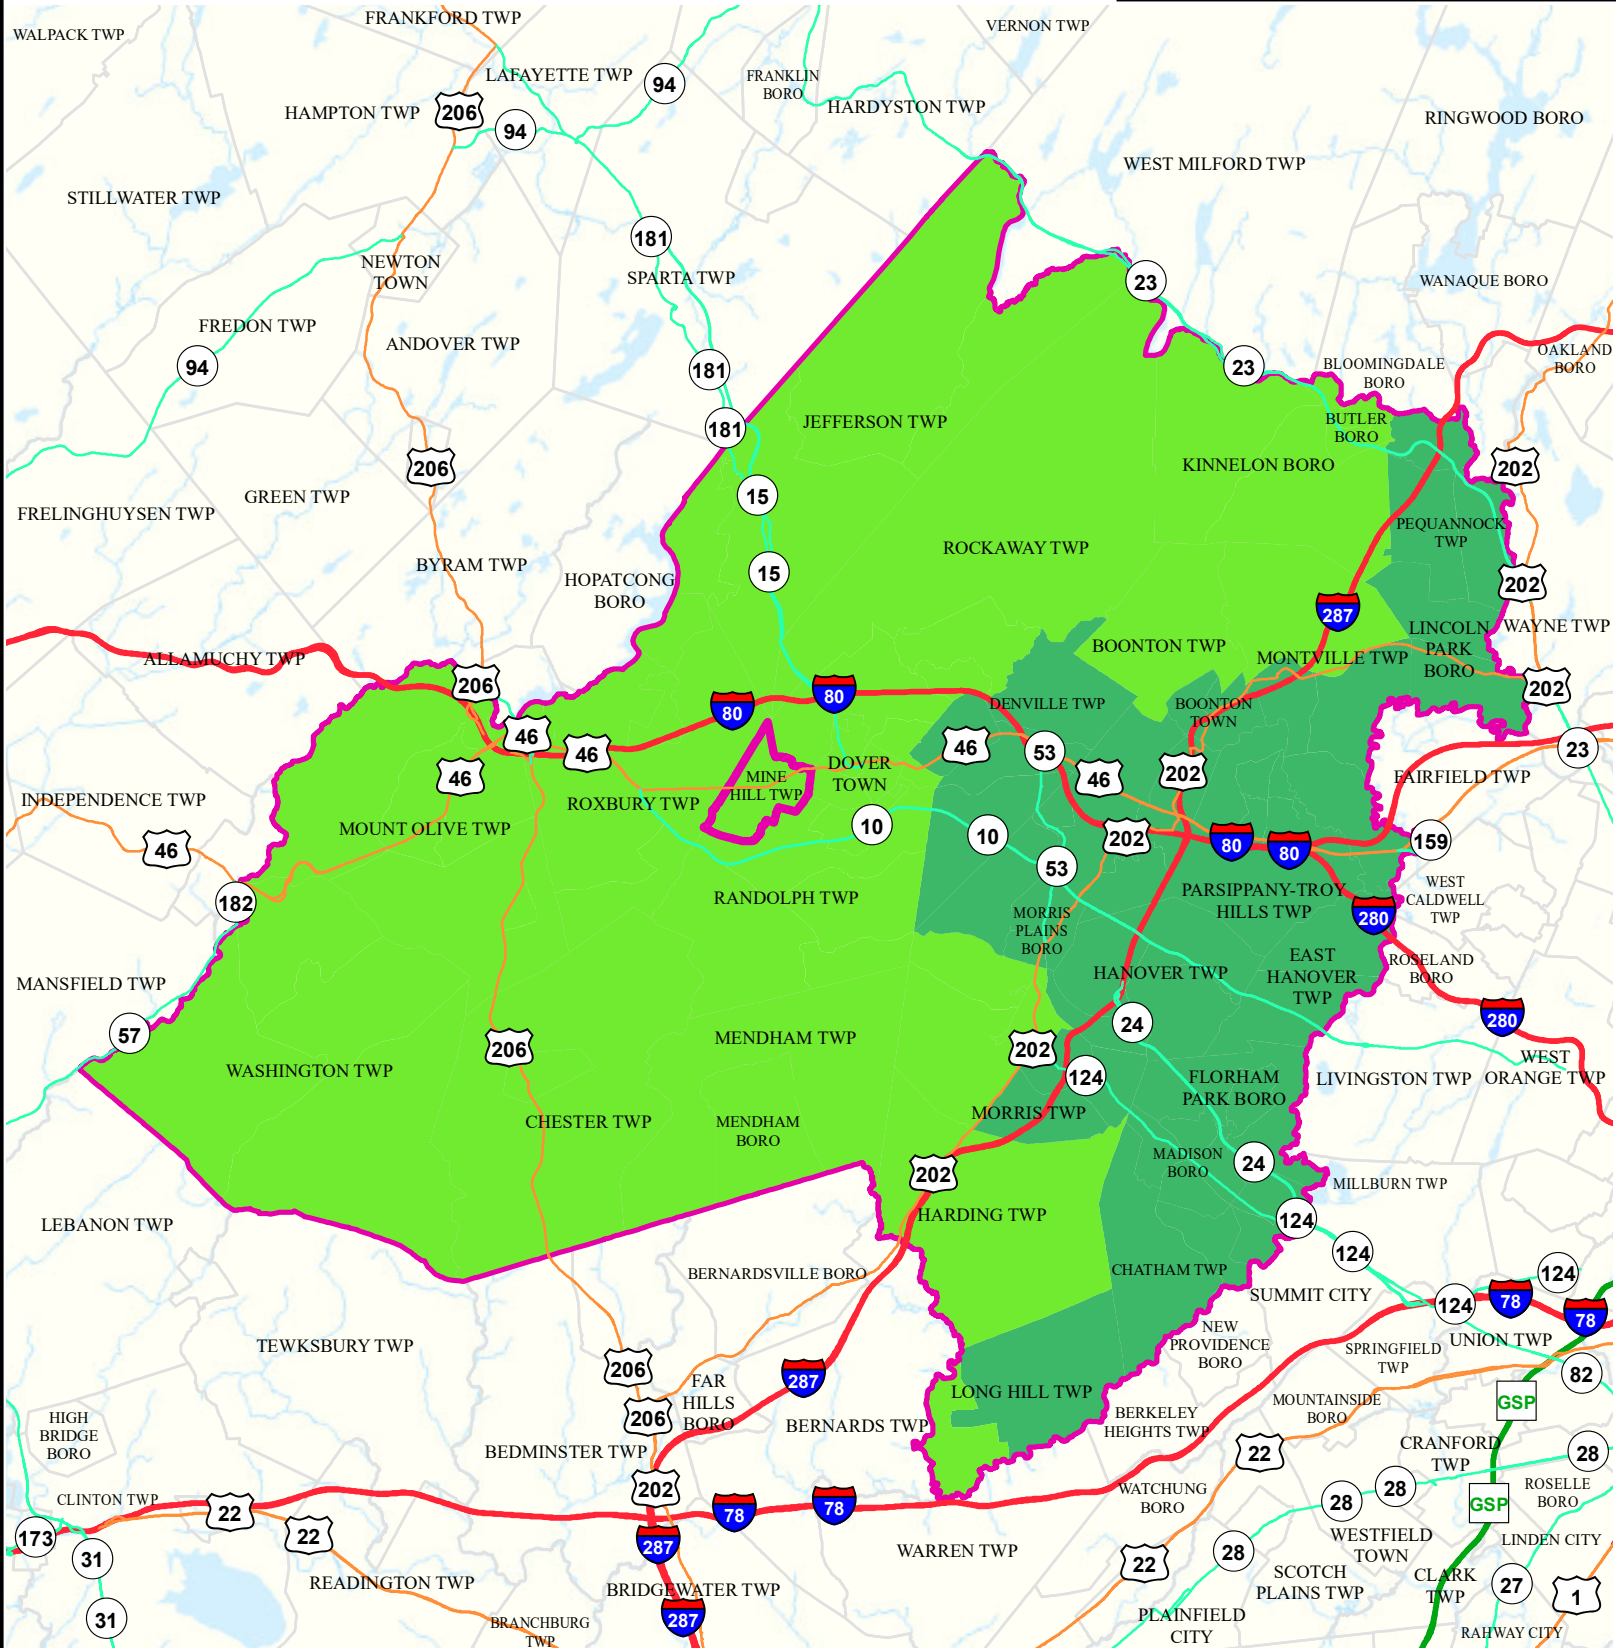 FRANKFORD TWP
WALPACK TWP
VERNON TWP
LAFAYETTE TWP
94
FRANKLIN
BORO
HARDYSTON TWP
HAMPTON TWP
206
94
RINGWOOD BORO
WEST MILFORD TWP
STILLWATER TWP
181
NEWTON
TOWN
SPARTA TWP
23
WANAQUE BORO
FREDON TWP
ANDOVER TWP
94
181
23
BLOOMINGDALE
BORO
OAKLAND
BORO
181
JEFFERSON TWP
BUTLER
BORO
206
KINNELON BORO
202
GREEN TWP
15
FRELINGHUYSEN TWP
PEQUANNOCK
TWP
ROCKAWAY TWP
BYRAM TWP
15
HOPATCONG
BORO
202
287
LINCOLN
PARK
BORO
WAYNE TWP
ALLAMUCHY TWP
BOONTON TWP
MONTVILLE TWP
206
80
80
DENVILLE TWP
BOONTON
TOWN
202
46
46
46
53
23
46
MINE
HILL TWP
DOVER
TOWN
46
202
FAIRFIELD TWP
INDEPENDENCE TWP
ROXBURY TWP
MOUNT OLIVE TWP
10
10
202
80
80
159
46
53
182
RANDOLPH TWP
PARSIPPANY-TROY
HILLS TWP
WEST
CALDWELL
TWP
MORRIS
PLAINS
BORO
280
MANSFIELD TWP
HANOVER TWP
EAST
HANOVER
TWP
ROSELAND
BORO
57
24
280
206
MENDHAM TWP
202
WASHINGTON TWP
124
FLORHAM
PARK BORO
LIVINGSTON TWP
WEST
ORANGE TWP
CHESTER TWP
MENDHAM
BORO
MORRIS TWP
MADISON
BORO
24
202
MILLBURN TWP
LEBANON TWP
HARDING TWP
124
124
BERNARDSVILLE BORO
CHATHAM TWP
124
SUMMIT CITY
124
78
78
TEWKSBURY TWP
NEW
PROVIDENCE
BORO
SPRINGFIELD
TWP
UNION TWP
206
287
82
FAR
HILLS
BORO
LONG HILL TWP
GSP
206
MOUNTAINSIDE
BORO
HIGH
BRIDGE
BORO
BERNARDS TWP
BERKELEY
HEIGHTS TWP
BEDMINSTER TWP
22
CRANFORD
TWP
28
202
28
28
ROSELLE
BORO
CLINTON TWP
22
78
78
WATCHUNG
BORO
GSP
173
22
287
WARREN TWP
28
WESTFIELD
TOWN
LINDEN CITY
31
22
READINGTON TWP
BRIDGEWATER TWP
SCOTCH
PLAINS TWP
CLARK
TWP
27
1
31
287
BRANCHBURG
TWP
PLAINFIELD
CITY
RAHWAY CITY